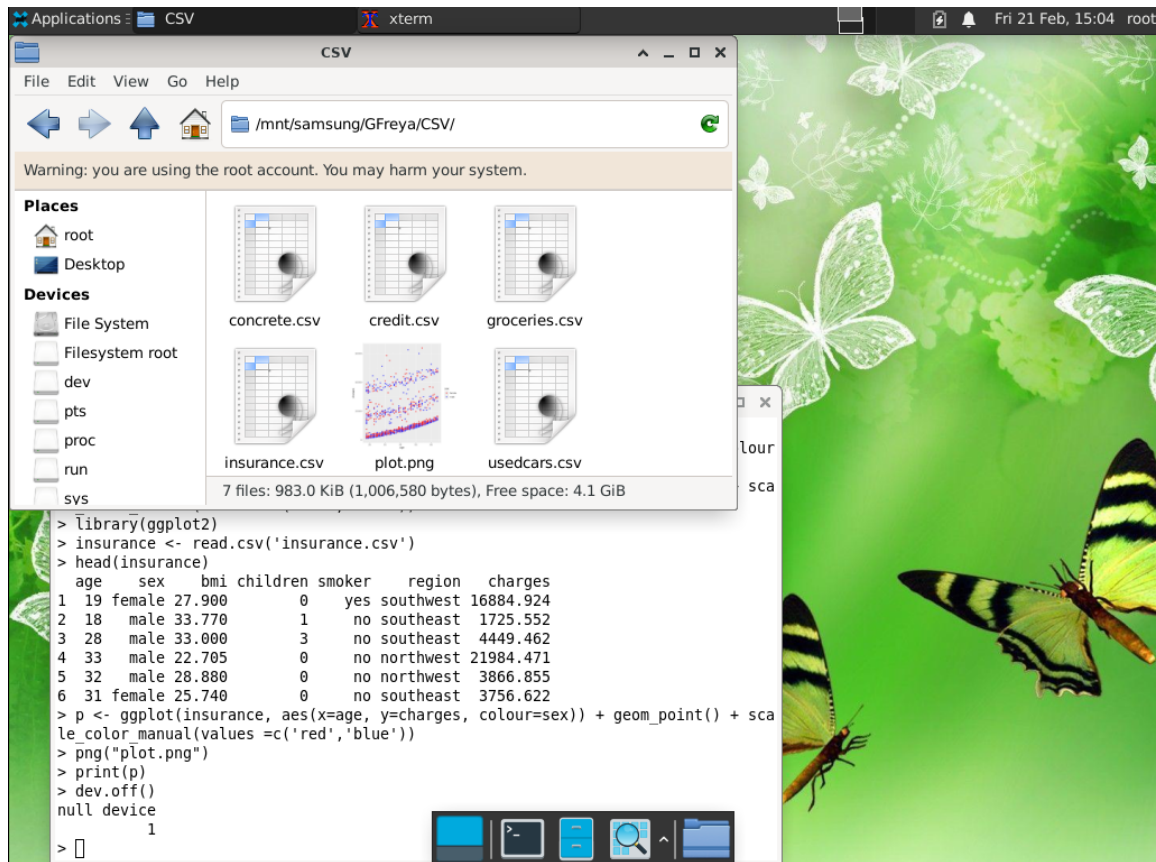 Applications CSV xterm Fri 21 Feb, 15:04 root
CSV
File Edit View Go Help
/mnt/samsung/GFreya/CSV/
Warning: you are using the root account. You may harm your system.
Places
root
Desktop
Devices
File System
Filesystem root
dev
pts
proc
run
sys
concrete.csv credit.csv groceries.csv
insurance.csv plot.png usedcars.csv
7 files: 983.0 KiB (1,006,580 bytes), Free space: 4.1 GiB
lour
sca
> library(ggplot2)
> insurance <- read.csv('insurance.csv')
> head(insurance)
age sex bmi children smoker region charges
1 19 female 27.900 0 yes southwest 16884.924
2 18 male 33.770 1 no southeast 1725.552
3 28 male 33.000 3 no southeast 4449.462
4 33 male 22.705 0 no northwest 21984.471
5 32 male 28.880 0 no northwest 3866.855
6 31 female 25.740 0 no southeast 3756.622
> p <- ggplot(insurance, aes(x=age, y=charges, colour=sex)) + geom_point() + sca
le_color_manual(values =c('red','blue'))
> png("plot.png")
> print(p)
> dev.off()
null device
1
>